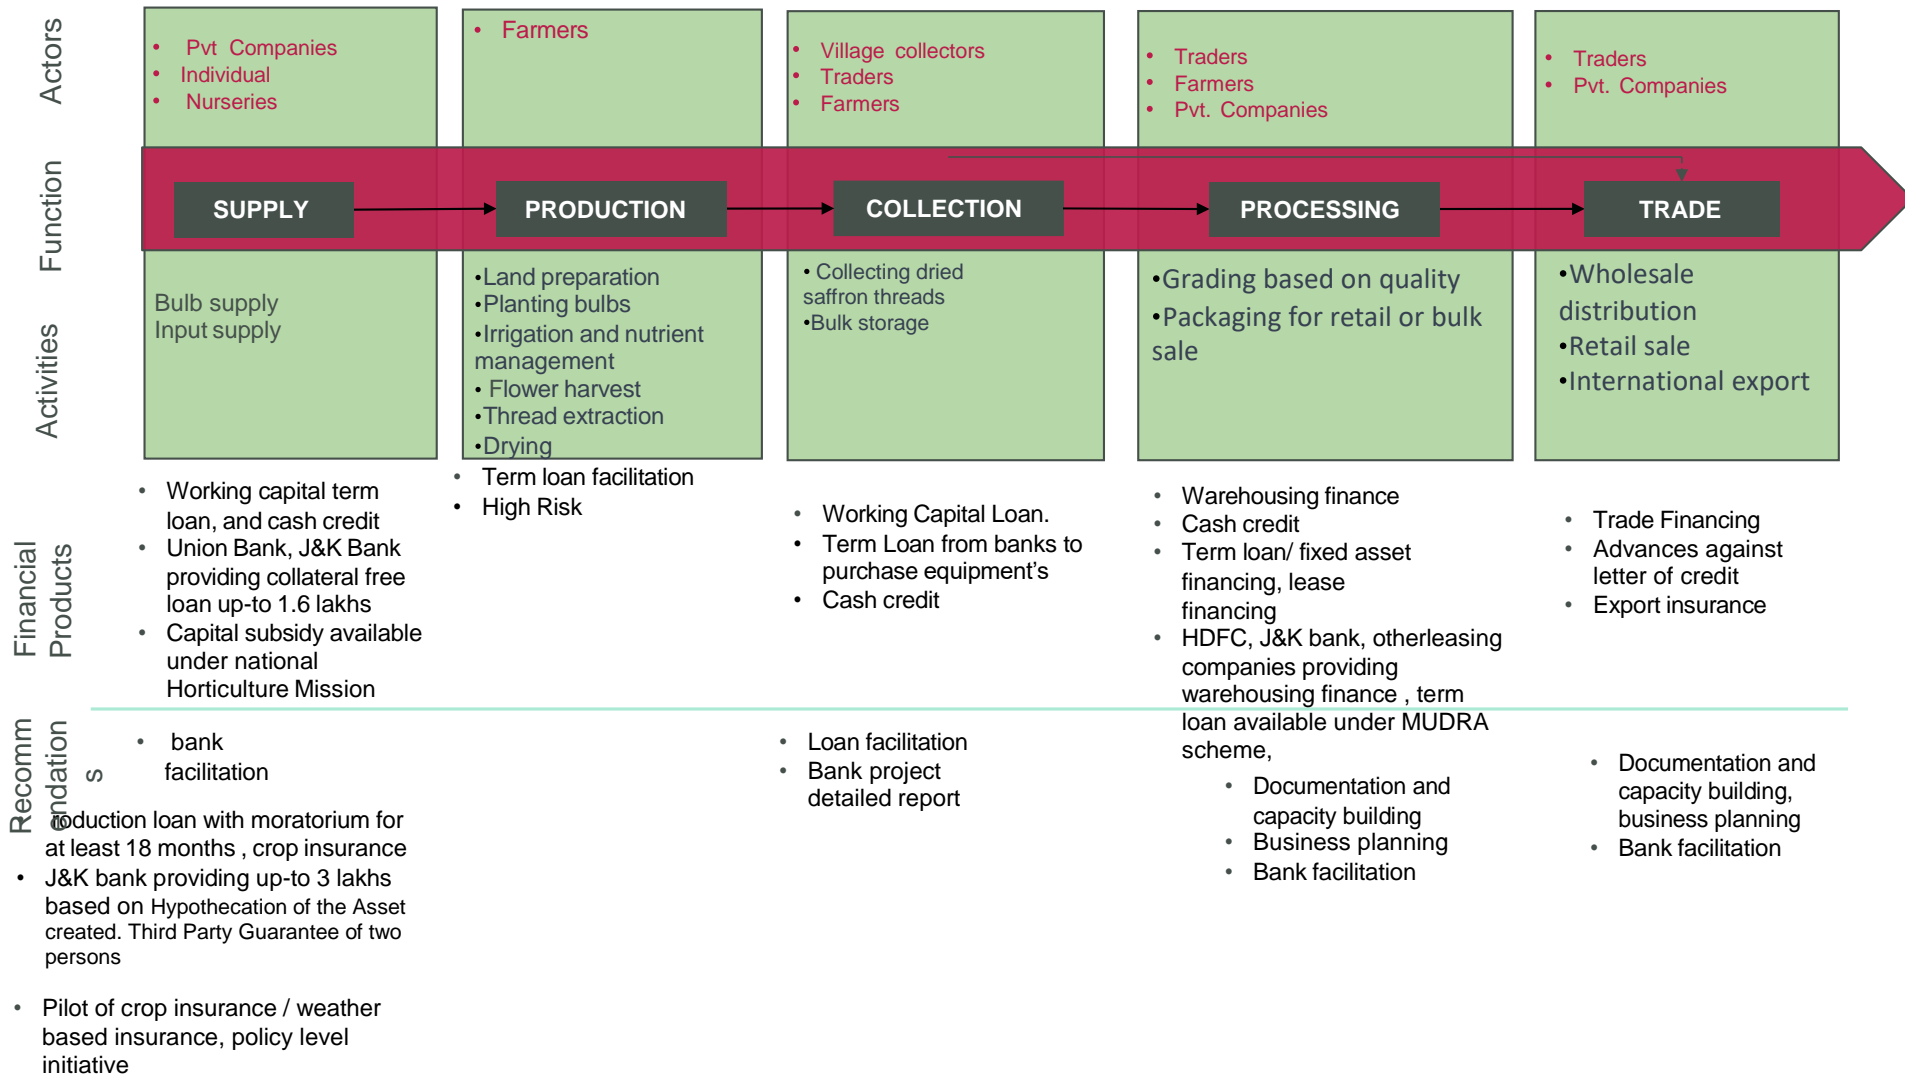 Actors
• Pvt Companies
• Individual
• Nurseries
• Farmers
• Village collectors
• Traders
• Farmers
• Traders
• Farmers
• Pvt. Companies
• Traders
• Pvt. Companies
Function
SUPPLY
PRODUCTION
COLLECTION
PROCESSING
TRADE
Activities
Bulb supply
Input supply
•Land preparation
•Planting bulbs
•Irrigation and nutrient
management
• Flower harvest
•Thread extraction
•Drying
• Collecting dried
saffron threads
•Bulk storage
•Grading based on quality
•Packaging for retail or bulk
sale
•Wholesale
distribution
•Retail sale
•International export
Financial
Products
• Working capital term
loan, and cash credit
• Union Bank, J&K Bank
providing collateral free
loan up-to 1.6 lakhs
• Capital subsidy available
under national
Horticulture Mission
• Term loan facilitation
• High Risk
• Working Capital Loan.
• Term Loan from banks to
purchase equipment's
• Cash credit
• Warehousing finance
• Cash credit
• Term loan/ fixed asset
financing, lease
financing
• HDFC, J&K bank, otherleasing
companies providing
warehousing finance , term
loan available under MUDRA
scheme,
• Trade Financing
• Advances against
letter of credit
• Export insurance
Recomm
endation
s
• bank
facilitation
roduction loan with moratorium for
at least 18 months , crop insurance
• J&K bank providing up-to 3 lakhs
based on Hypothecation of the Asset
created. Third Party Guarantee of two
persons
• Pilot of crop insurance / weather
based insurance, policy level
initiative
• Loan facilitation
• Bank project
detailed report
• Documentation and
capacity building
• Business planning
• Bank facilitation
• Documentation and
capacity building,
business planning
• Bank facilitation